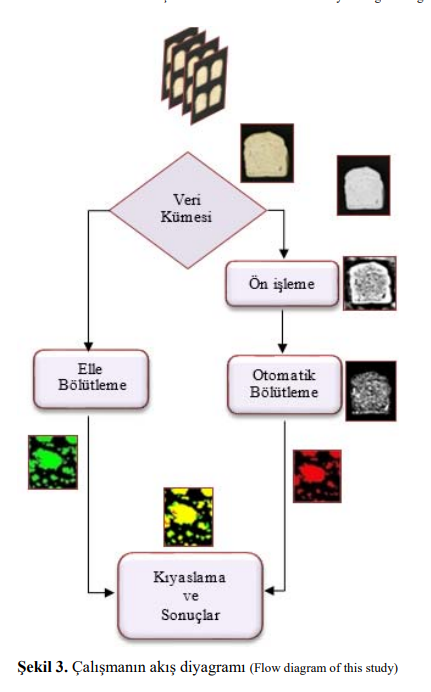 Veri
Kümesi
Ön işleme
Elle
Bölütleme
Otomatik
Bölütleme
Kıyaslama
ve
Sonuçlar
Şekil 3. Çalışmanın akış diyagramı (Flow diagram of this study)